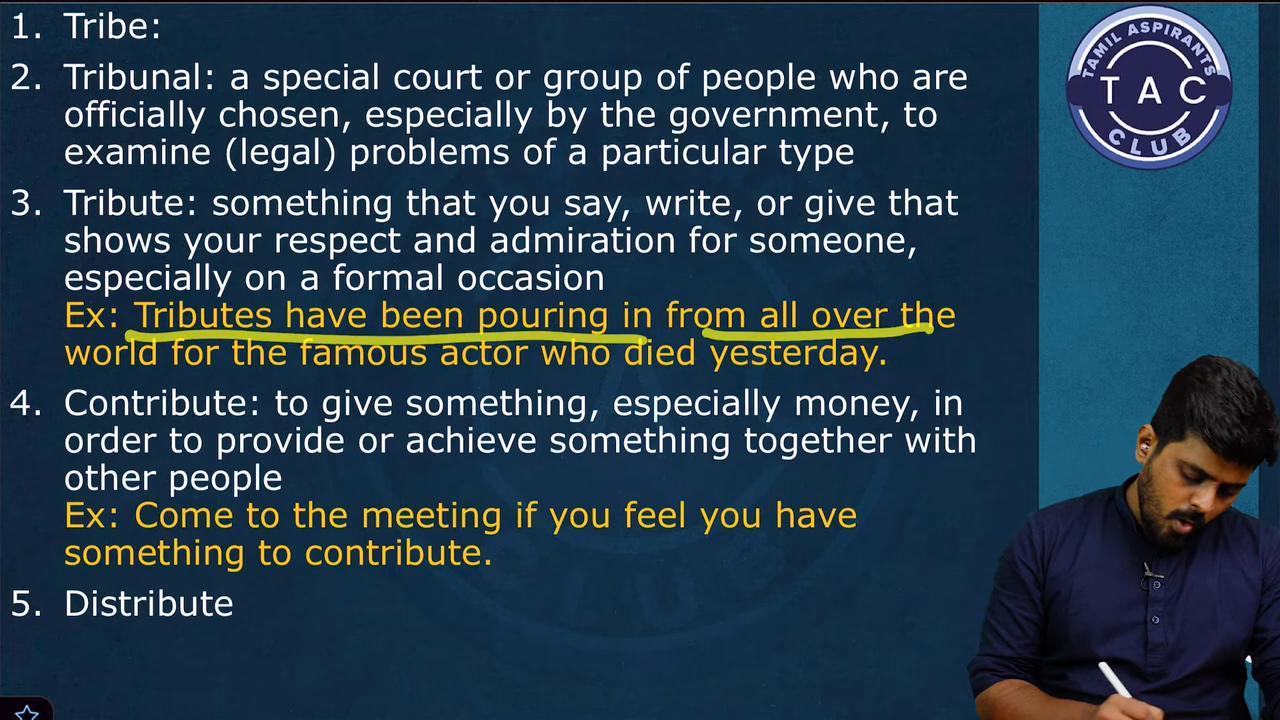 1. Tribe:
2. Tribunal: a special court or group of people who are
officially chosen, especially by the government, to
examine (legal) problems of a particular type
3. Tribute: something that you say, write, or give that
shows your respect and admiration for someone,
especially on a formal occasion
Ex: Tributes have been pouring in from all over the
world for the famous actor who died yesterday.
4. Contribute: to give something, especially money, in
order to provide or achieve something together with
other people
Ex: Come to the meeting if you feel you have
something to contribute.
5. Distribute
TAMIL ASPIRANTS
TAC
CLUB